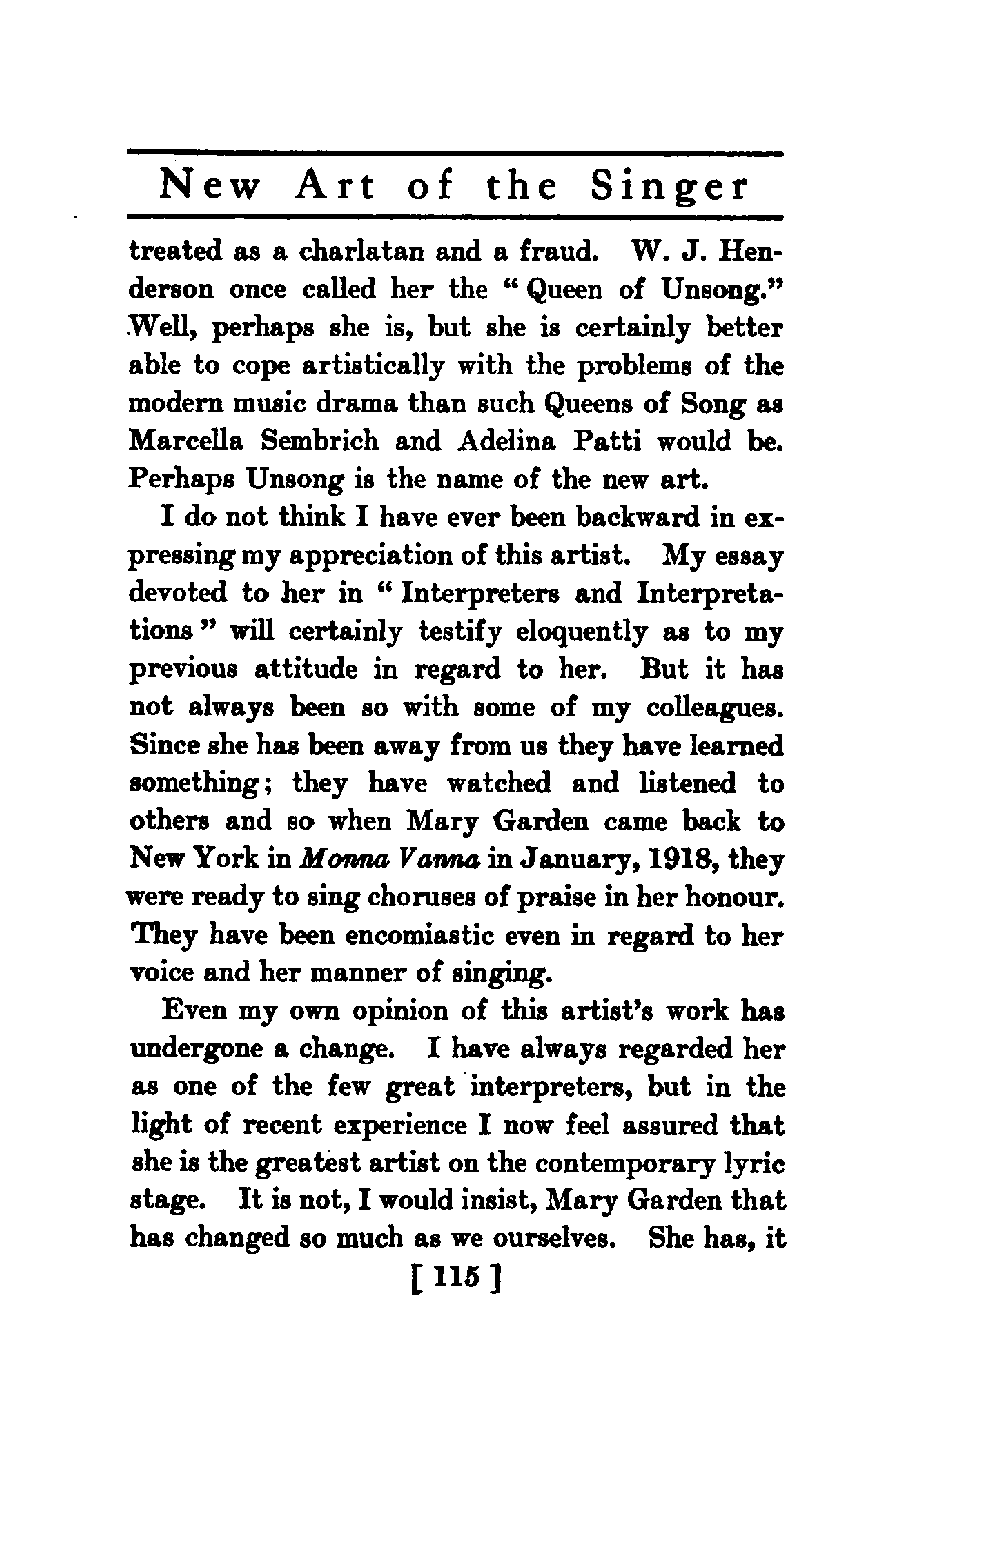 New Art of the Singer
treated as a charlatan and a fraud. W. J. Hen-
derson once called her the “ Queen of Unsong.”
Well, perhaps she is, but she is certainly better
able to cope artistically with the problems of the
modern music drama than such Queens of Song as
Marcella Sembrich and Adelina Patti would be.
Perhaps Unsong is the name of the new art.
I do not think I have ever been backward in ex-
pressing my appreciation of this artist. My essay
devoted to her in “ Interpreters and Interpreta-
tions ” will certainly testify eloquently as to my
previous attitude in regard to her. But it has
not always been so with some of my colleagues.
Since she has been away from us they have learned
something; they have watched and listened to
others and so when Mary Garden came back to
New York in Monna Vanna in January, 1918, they
were ready to sing choruses of praise in her honour.
They have been encomiastic even in regard to her
voice and her manner of singing.
Even my own opinion of this artist’s work has
undergone a change. I have always regarded her
as one of the few great interpreters, but in the
light of recent experience I now feel assured that
she is the greatest artist on the contemporary lyric
stage. It is not, I would insist, Mary Garden that
has changed so much as we ourselves. She has, it
[ 115 ]